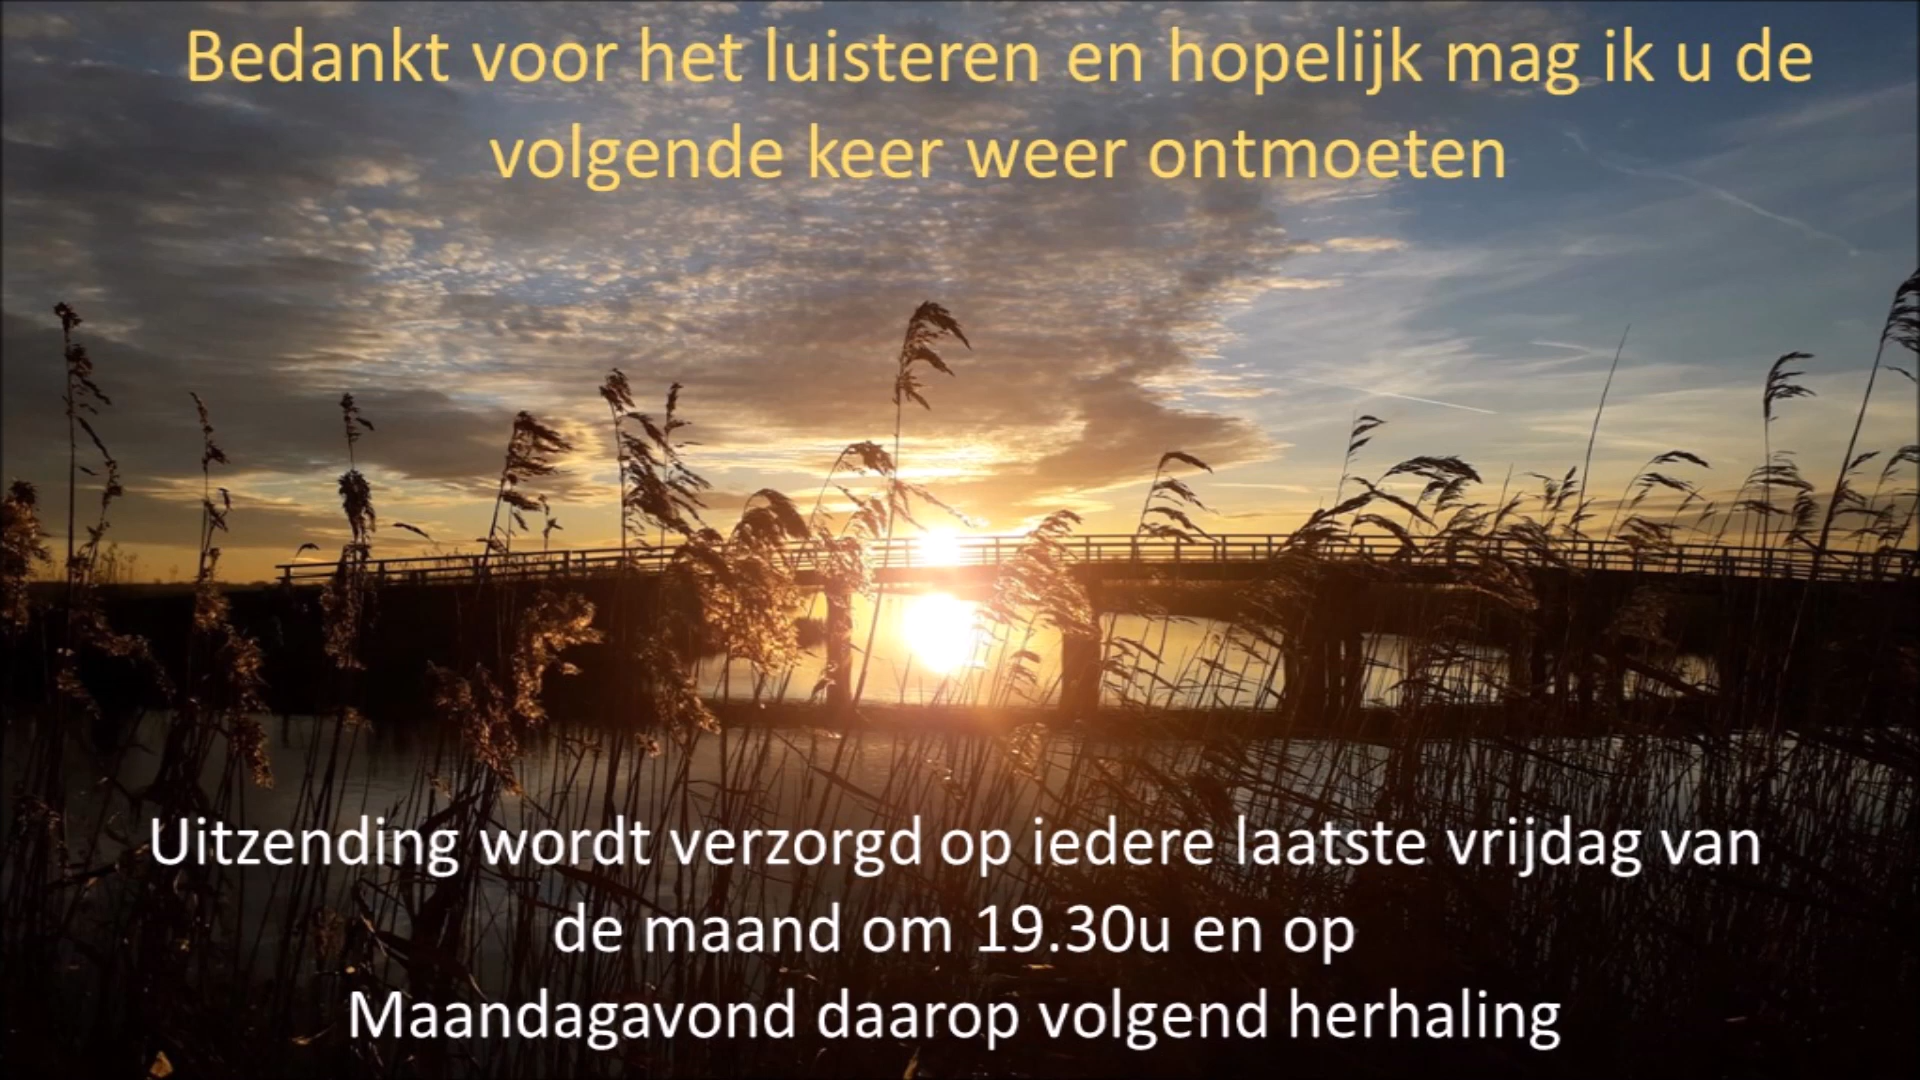 Bedankt voor het luisteren en hopelijk mag ik u de
volgende keer weer ontmoeten
Uitzending wordt verzorgd op iedere laatste vrijdag van
de maand om 19.30u en op
Maandagavond daarop volgend herhaling